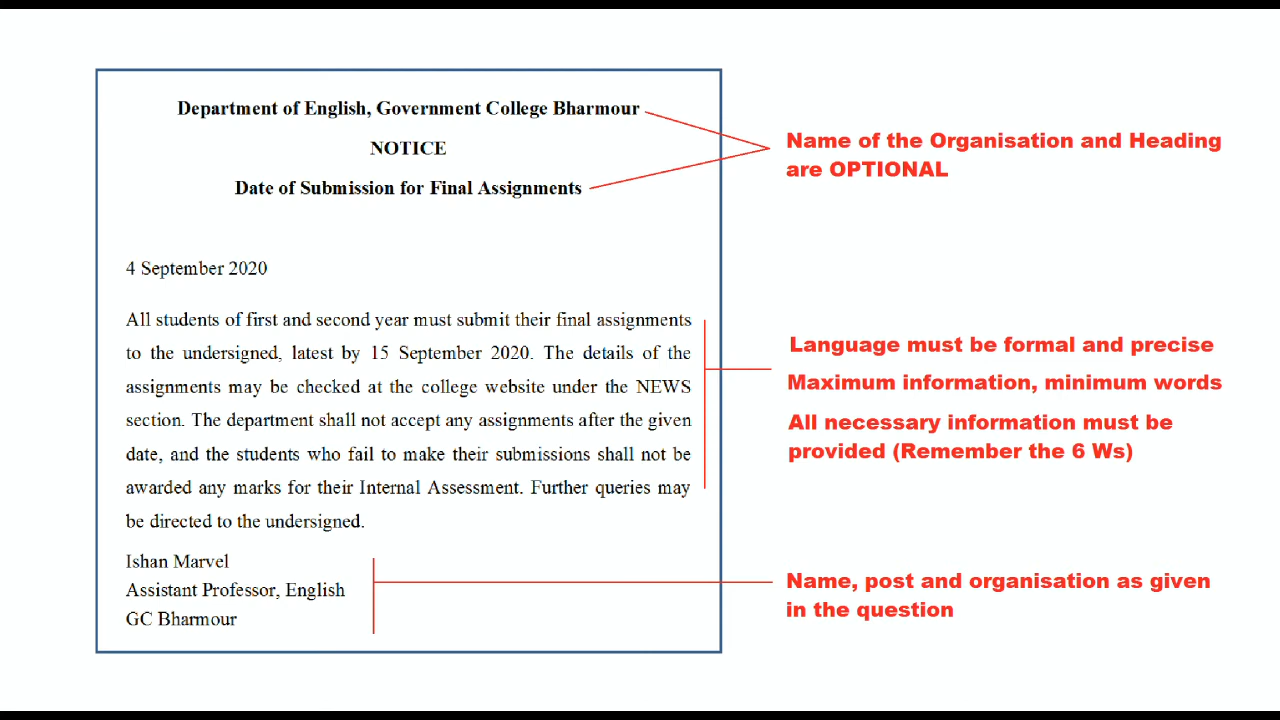 Department of English, Government College Bharmour
NOTICE
Date of Submission for Final Assignments
4 September 2020
All students of first and second year must submit their final assignments
to the undersigned, latest by 15 September 2020. The details of the
assignments may be checked at the college website under the NEWS
section. The department shall not accept any assignments after the given
date, and the students who fail to make their submissions shall not be
awarded any marks for their Internal Assessment. Further queries may
be directed to the undersigned.
Ishan Marvel
Assistant Professor, English
GC Bharmour
Name of the Organisation and Heading
are OPTIONAL
Language must be formal and precise
Maximum information, minimum words
All necessary information must be
provided (Remember the 6 Ws)
Name, post and organisation as given
in the question